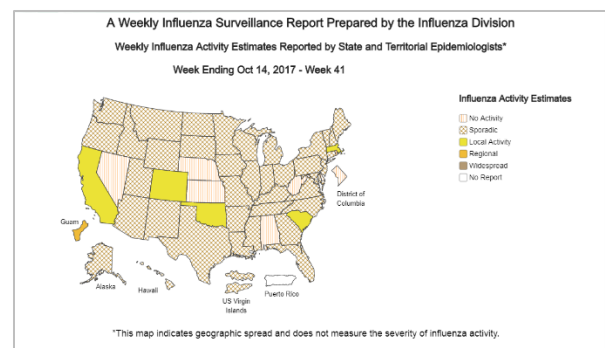 A Weekly Influenza Surveillance Report Prepared by the Influenza Division
Weekly Influenza Activity Estimates Reported by State and Territorial Epidemiologists*
Week Ending Oct 14, 2017 - Week 41
Influenza Activity Estimates
No Activity
Sporadic
Local Activity
Regional
Widespread
No Report
District of
Columbia
Guam
Alaska
Hawaii
US Virgin
Islands
Puerto Rico
*This map indicates geographic spread and does not measure the severity of influenza activity.